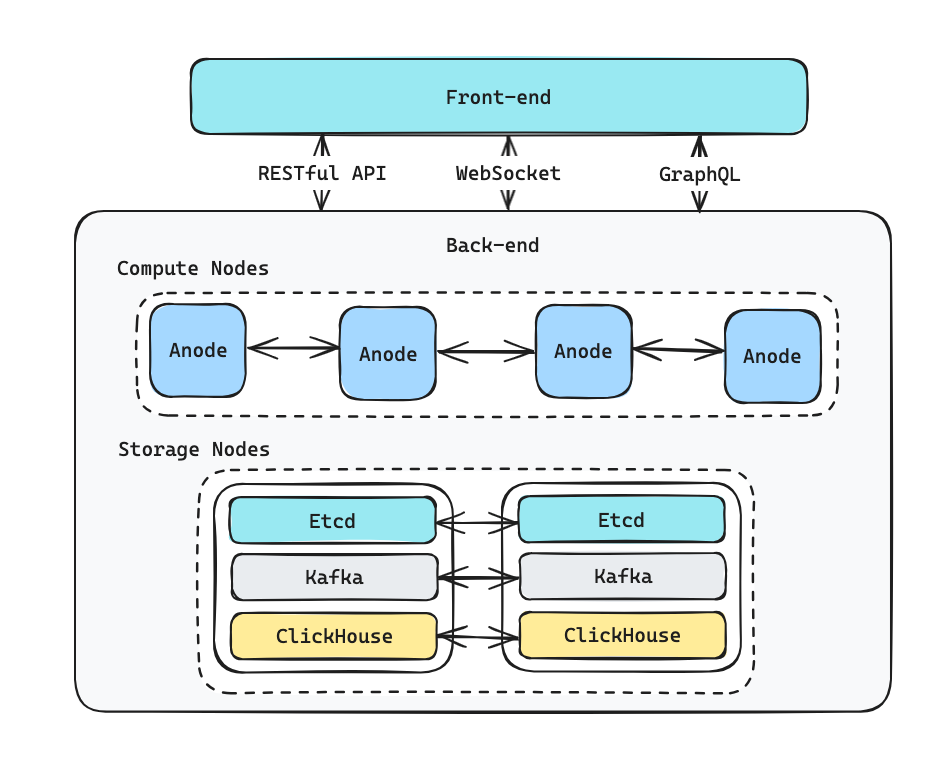 Front-end
RESTful API
WebSocket
GraphQL
Back-end
Compute Nodes
Anode
Anode
Anode
Anode
Storage Nodes
Etcd
Etcd
Kafka
Kafka
ClickHouse
ClickHouse